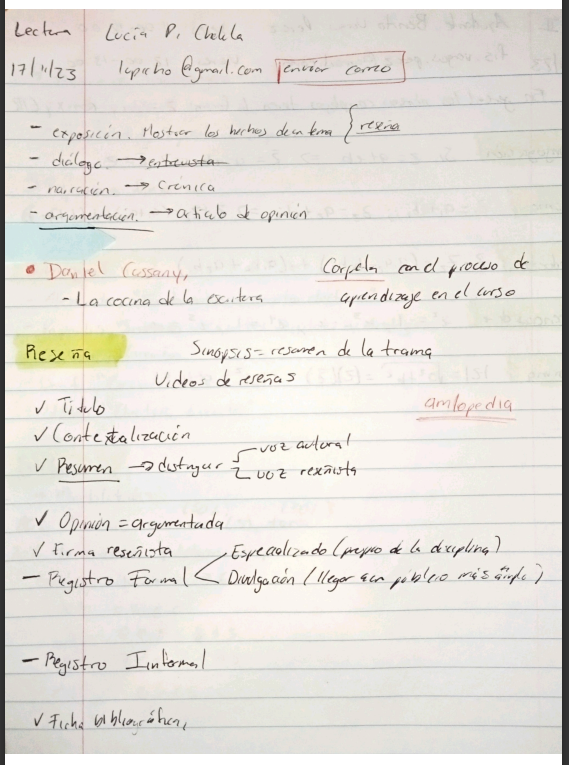 Lectura Lucía P. Chelela
17/11/23 lupicho@gmail.com enviar correo
- exposición. Mostrar los hechos de un tema { reseña
- diálogo. → entrevista
- narración. → Crónica
- argumentación. → articulo de opinión
• Daniel Cassany,
Carpeta con el proceso de
- La cocina de la escritura
aprendizaje en el curso
Reseña Sinopsis = resumen de la trama
Videos de reseñas
✓ Titulo
amlopedia
✓ Contextalización
✓ Resumen → distinguir
voz autoral
voz reseñista
✓ Opinión = argumentada
✓ Firma reseñista
- Registro Formal <
Especializado (propio de la disciplina)
Divulgación (llegar a un público más amplio)
- Registro Informal
✓ Ficha bibliográfica,